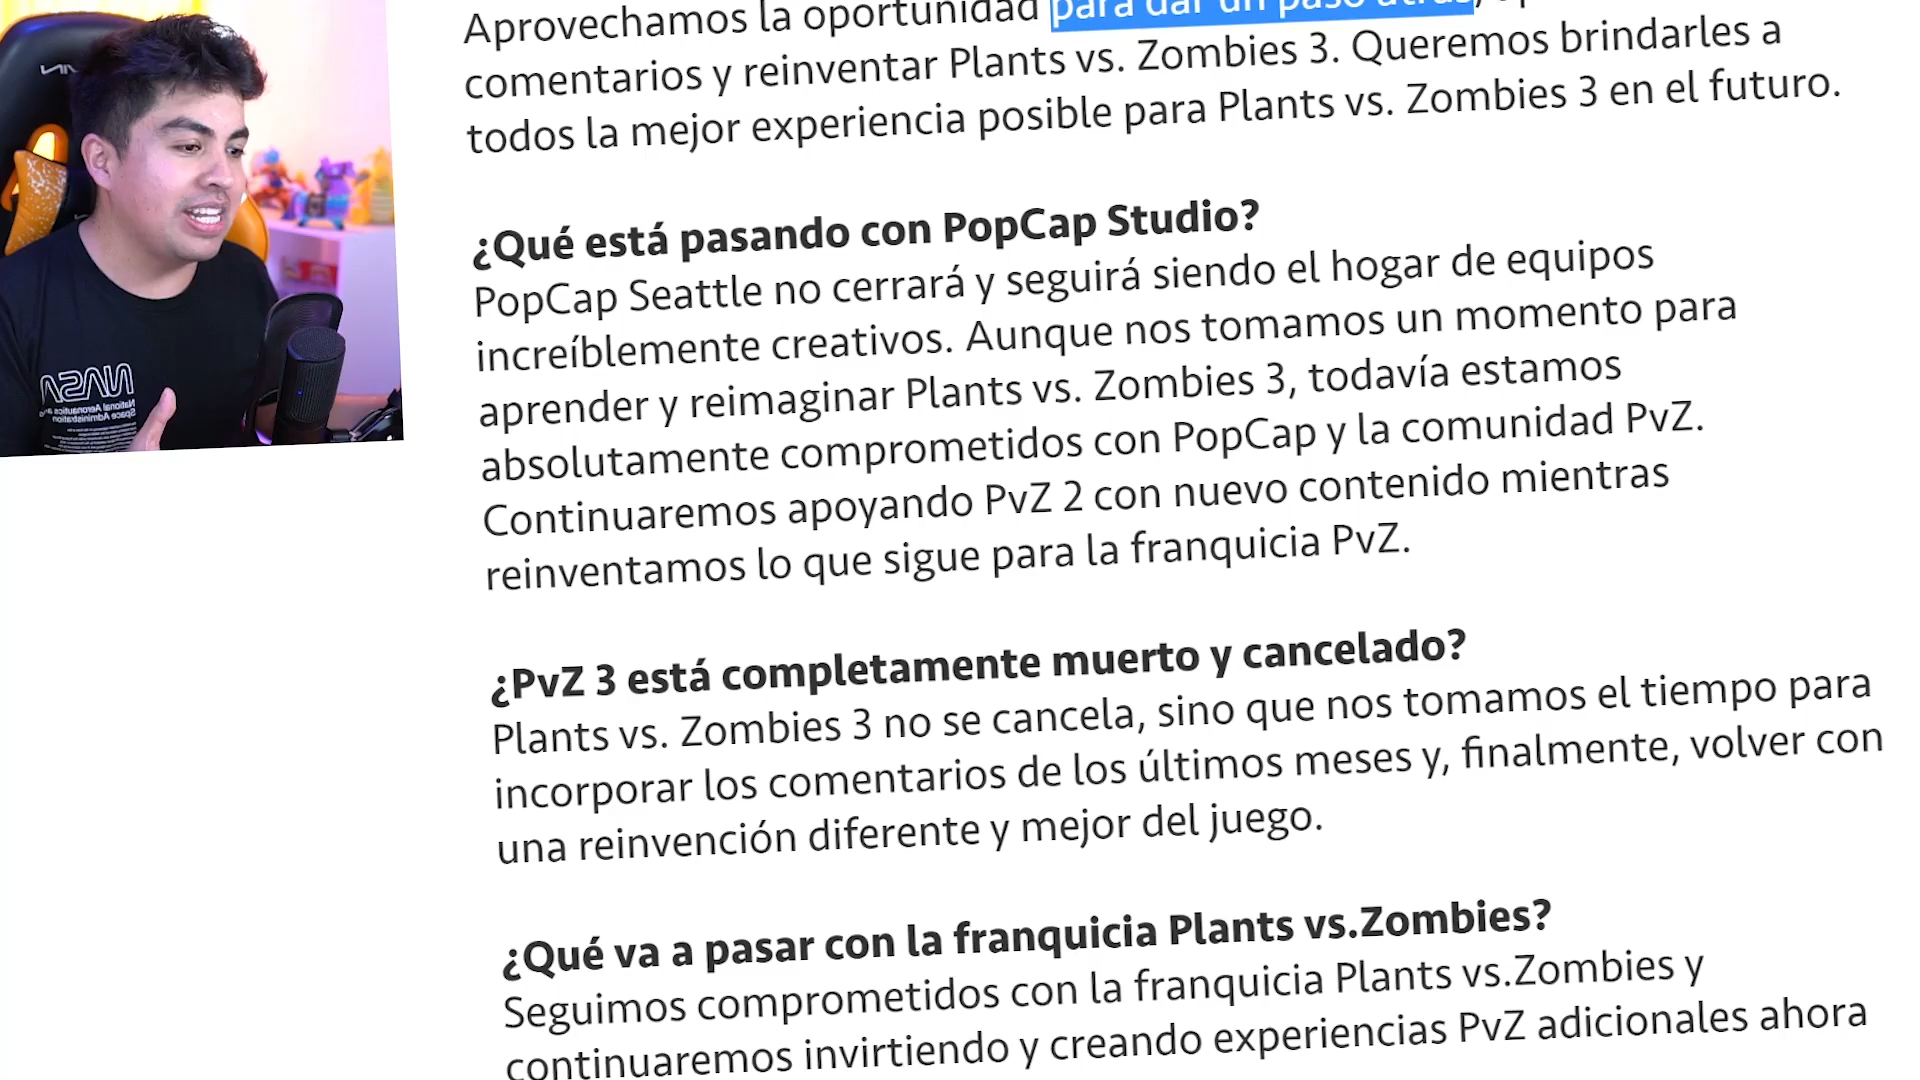 Aprovechamos la oportunidad para dar un paso atrás,
comentarios y reinventar Plants vs. Zombies 3. Queremos brindarles a
todos la mejor experiencia posible para Plants vs. Zombies 3 en el futuro.
¿Qué está pasando con PopCap Studio?
PopCap Seattle no cerrará y seguirá siendo el hogar de equipos
increíblemente creativos. Aunque nos tomamos un momento para
aprender y reimaginar Plants vs. Zombies 3, todavía estamos
absolutamente comprometidos con PopCap y la comunidad PvZ.
Continuaremos apoyando PvZ 2 con nuevo contenido mientras
reinventamos lo que sigue para la franquicia PvZ.
¿PvZ 3 está completamente muerto y cancelado?
Plants vs. Zombies 3 no se cancela, sino que nos tomamos el tiempo para
incorporar los comentarios de los últimos meses y, finalmente, volver con
una reinvención diferente y mejor del juego.
¿Qué va a pasar con la franquicia Plants vs.Zombies?
Seguimos comprometidos con la franquicia Plants vs.Zombies y
continuaremos invirtiendo y creando experiencias PvZ adicionales ahora
NASA
National Aeronautics and
Space Administration